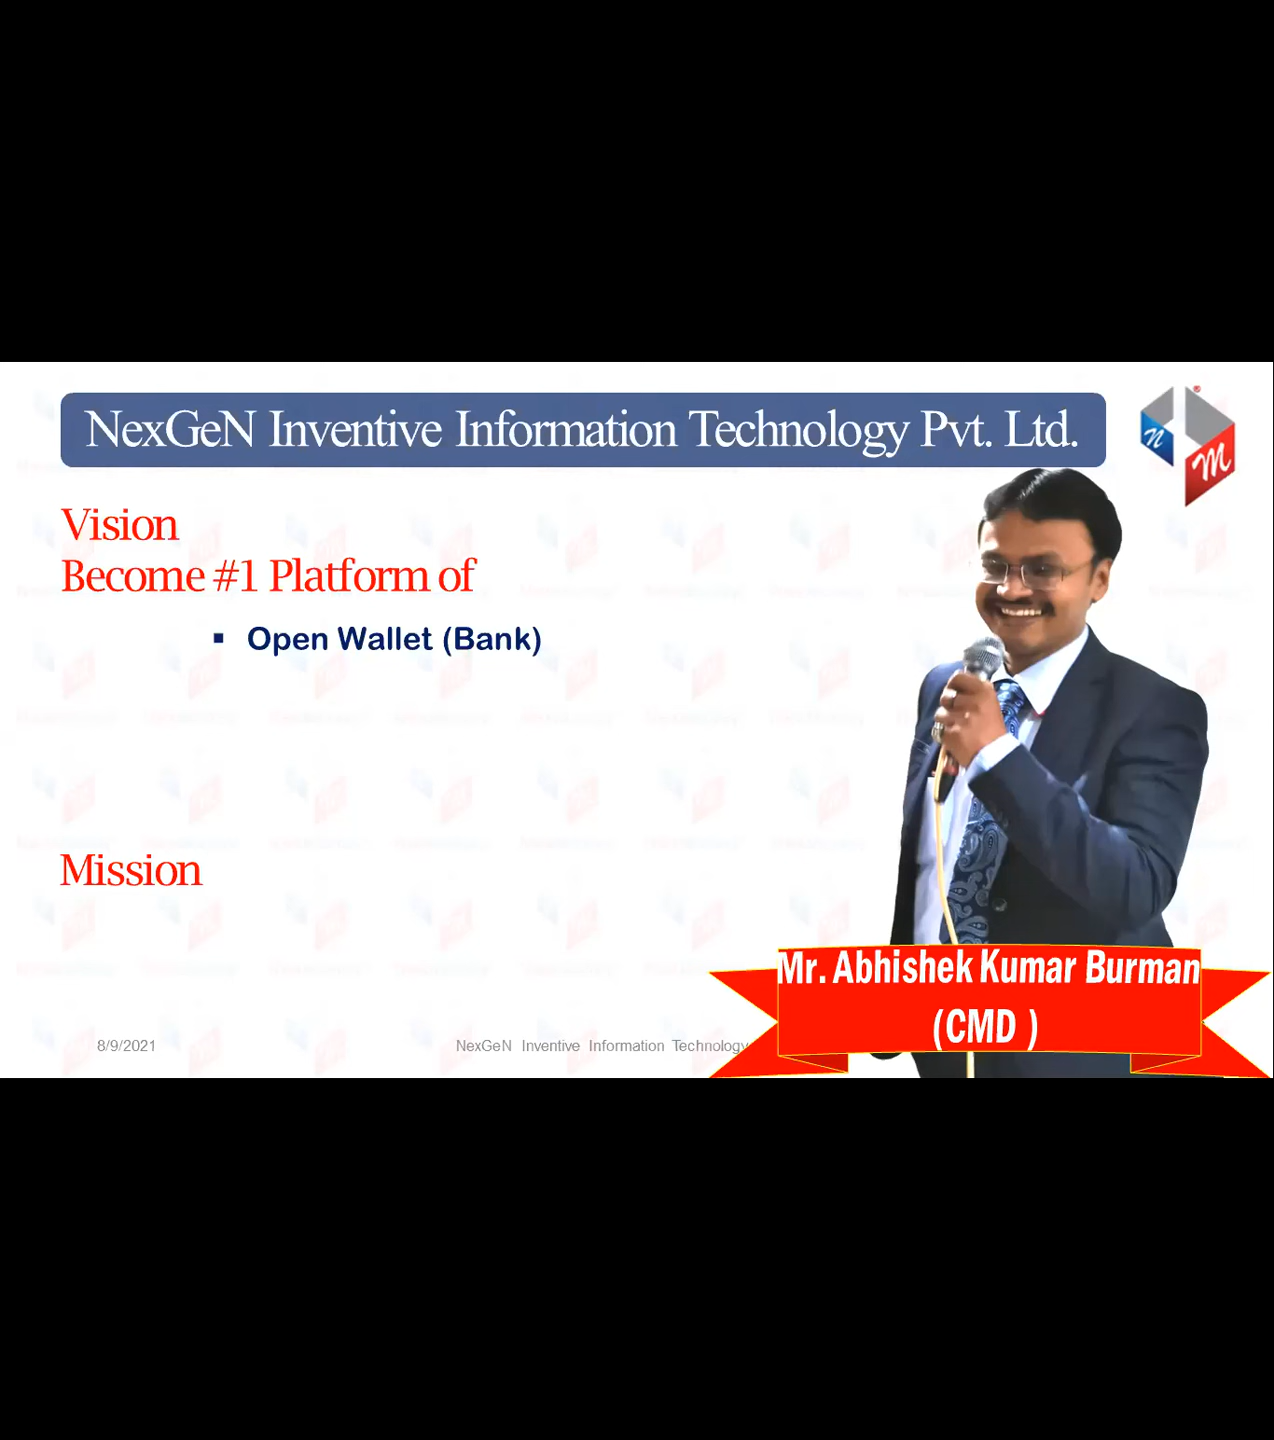 NexGeN Inventive Information Technology Pvt. Ltd.
®
n
m
Vision
Become #1 Platform of
▪ Open Wallet (Bank)
Mission
Mr. Abhishek Kumar Burman
(CMD )
8/9/2021
NexGeN Inventive Information Technology